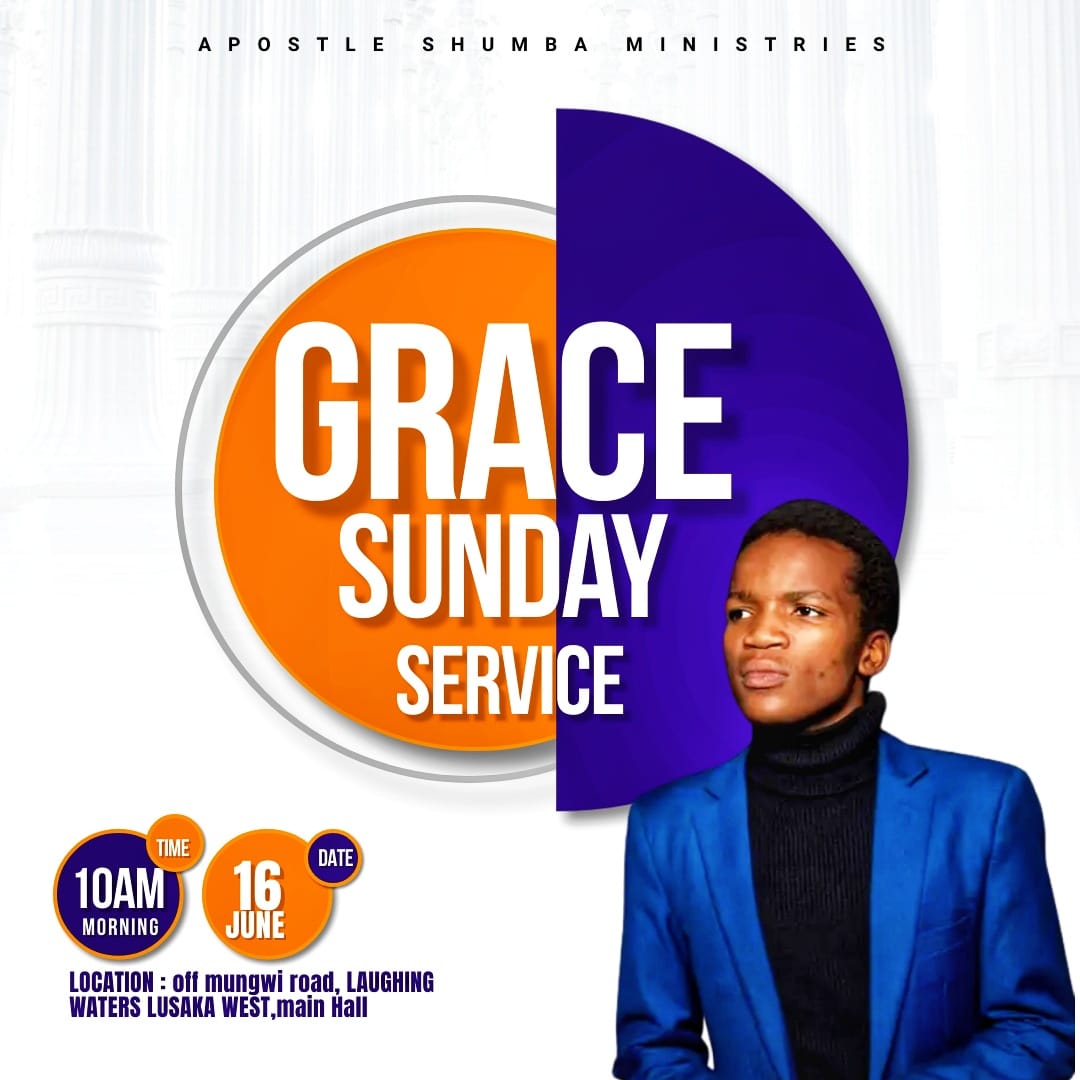 APOSTLE SHUMBA MINISTRIES
GRACE
SUNDAY
SERVICE
TIME
10AM
MORNING
DATE
16
JUNE
LOCATION : off mungwi road, LAUGHING
WATERS LUSAKA WEST,main Hall